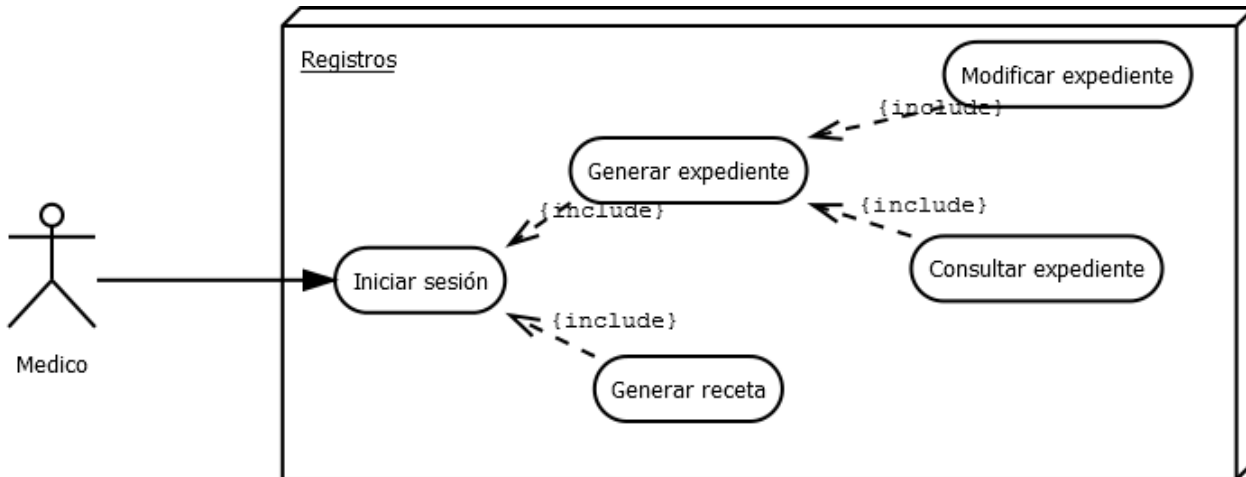 Registros
Modificar expediente
{include}
Generar expediente
{include}
{include}
Consultar expediente
Iniciar sesión
{include}
Medico
Generar receta